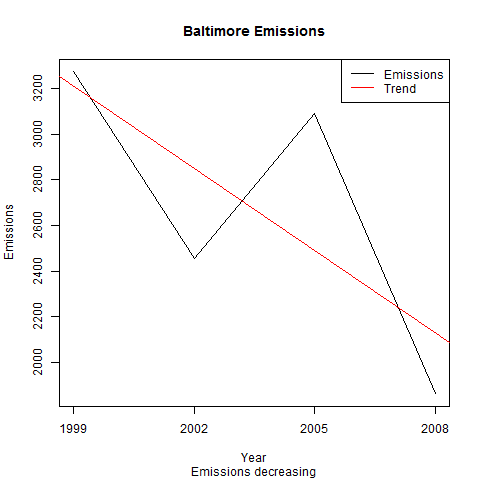 Baltimore Emissions
Emissions
Trend
3200
3000
2800
2600
2400
2200
2000
Emissions
1999 2002 2005 2008
Year
Emissions decreasing